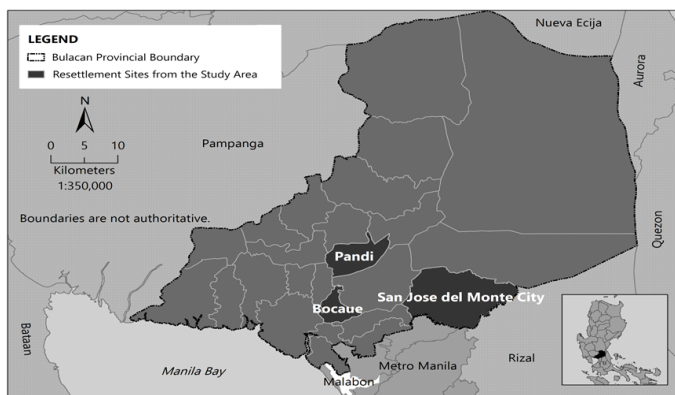 Nueva Ecija
LEGEND
Bulacan Provincial Boundary
Resettlement Sites from the Study Area
Aurora
N
0 5 10
Kilometers
1:350,000
Pampanga
Boundaries are not authoritative.
Quezon
Pandi
San Jose del Monte City
Bocaue
Bataan
Manila Bay
Malabon
Metro Manila
Rizal